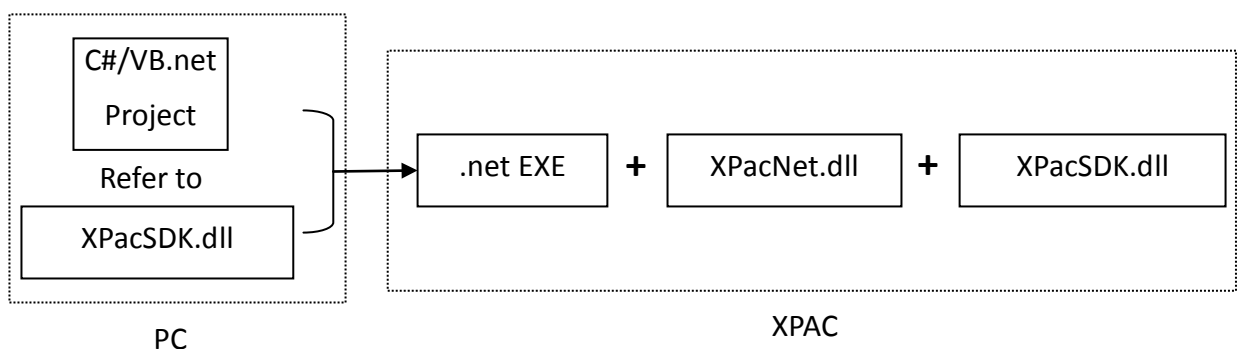 C#/VB.net
Project
Refer to
XPacSDK.dll
PC
.net EXE
+
XPacNet.dll
+
XPacSDK.dll
XPAC